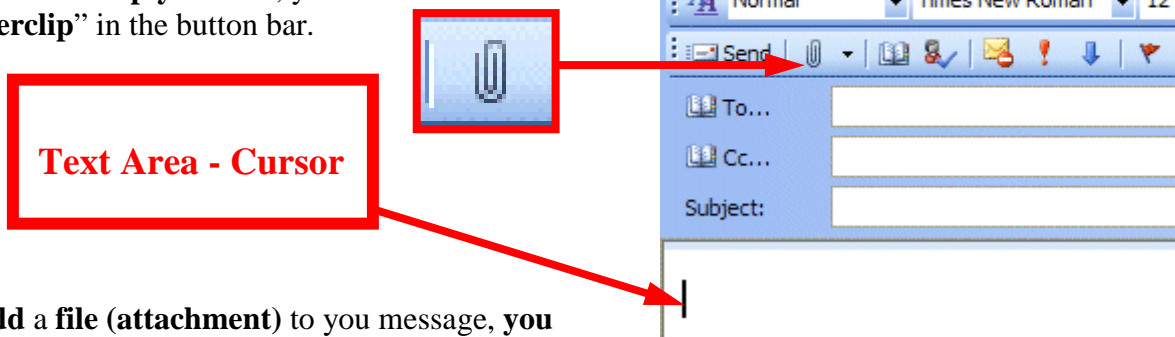 erclip” in the button bar.
Text Area - Cursor
a file (attachment) to you message, you
Normal
Times New Roman
12
Send
To...
Cc...
Subject: